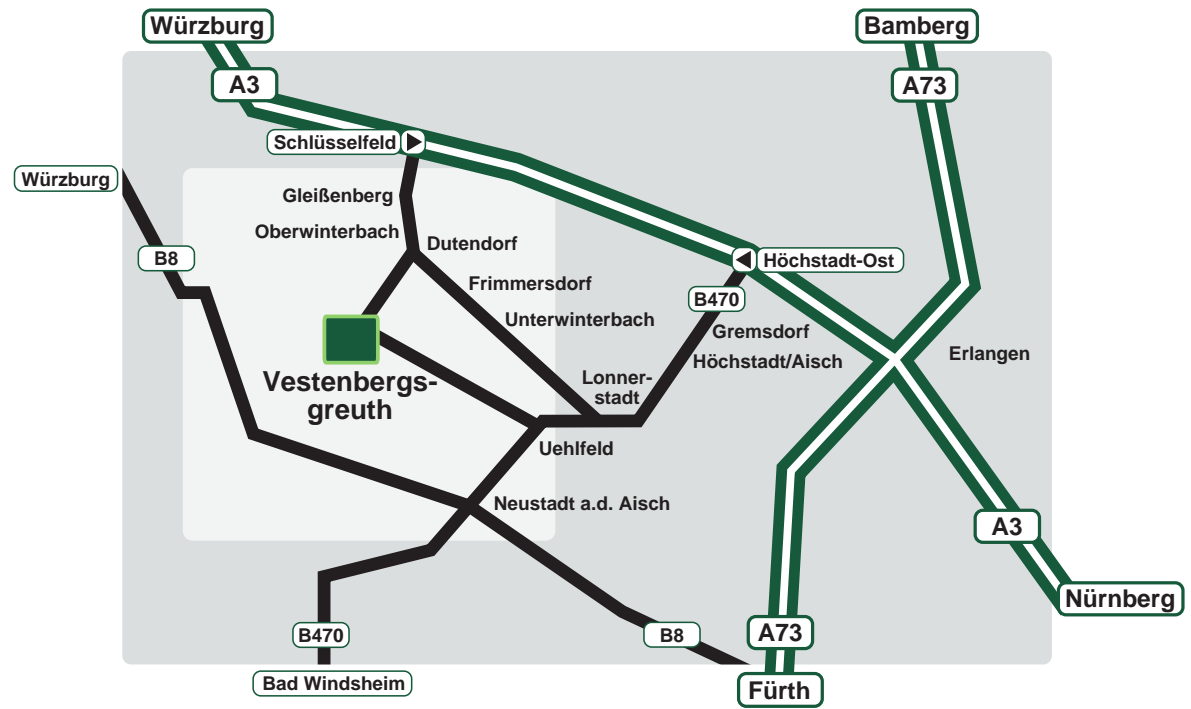 Würzburg
Bamberg
A3
A73
Schlüsselfeld
Würzburg
Gleißenberg
Oberwinterbach
Dutendorf
B8
Höchstadt-Ost
Frimmersdorf
B470
Unterwinterbach
Gremsdorf
Höchstadt/Aisch
Erlangen
Vestenbergs-
greuth
Lonner-
stadt
Uehlfeld
Neustadt a.d. Aisch
A3
Nürnberg
B470
B8
A73
Bad Windsheim
Fürth